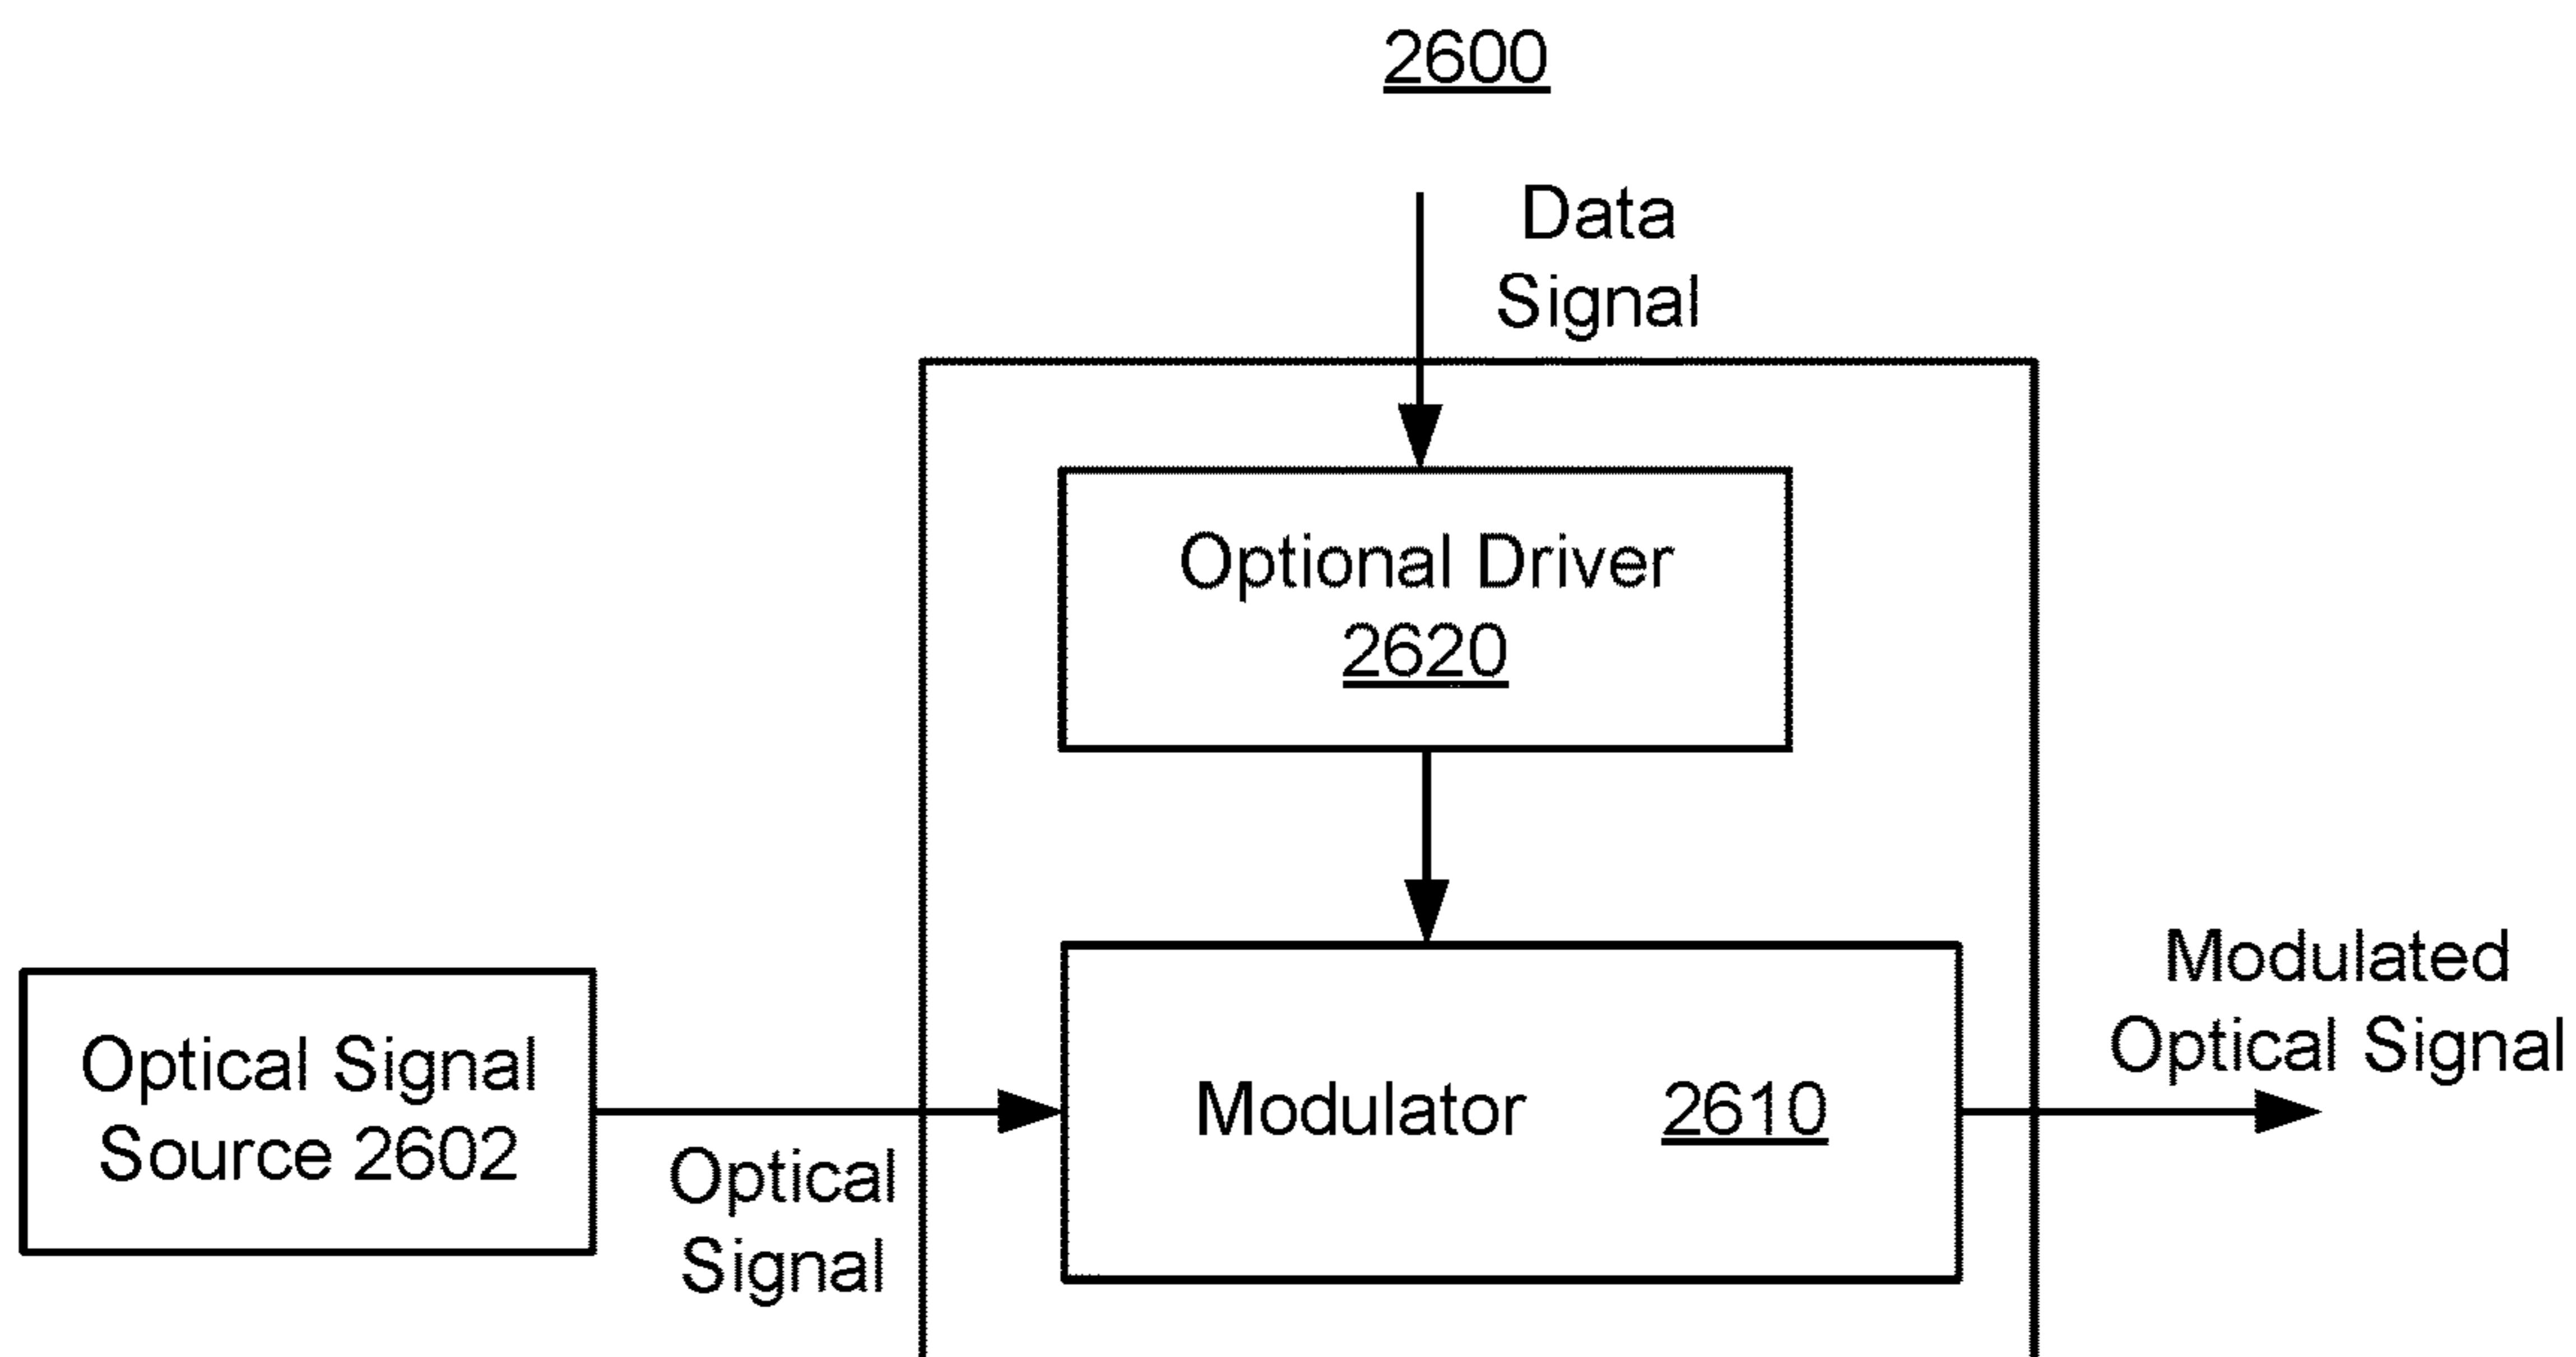 2600
Data
Signal
Optional Driver
2620
Optical Signal
Source 2602
Optical
Signal
Modulator 2610
Modulated
Optical Signal